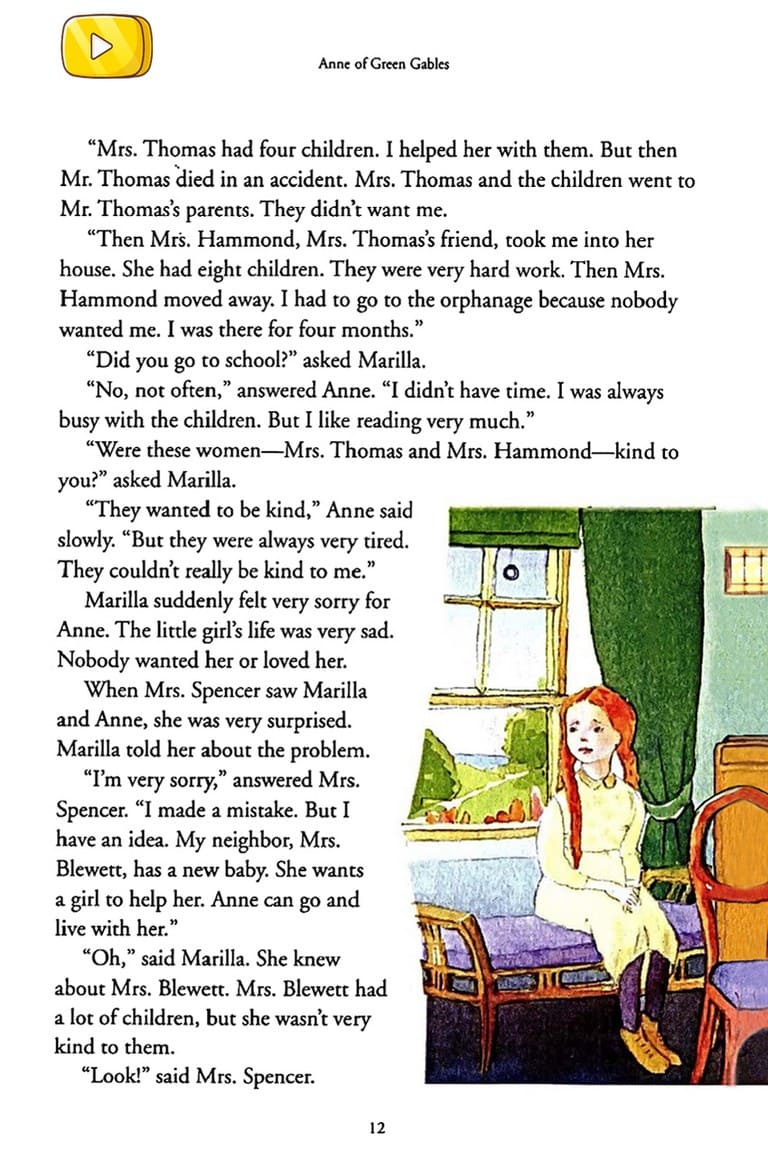 Anne of Green Gables
“Mrs. Thomas had four children. I helped her with them. But then
Mr. Thomas died in an accident. Mrs. Thomas and the children went to
Mr. Thomas’s parents. They didn’t want me.
“Then Mrs. Hammond, Mrs. Thomas’s friend, took me into her
house. She had eight children. They were very hard work. Then Mrs.
Hammond moved away. I had to go to the orphanage because nobody
wanted me. I was there for four months.”
“Did you go to school?” asked Marilla.
“No, not often,” answered Anne. “I didn’t have time. I was always
busy with the children. But I like reading very much.”
“Were these women—Mrs. Thomas and Mrs. Hammond—kind to
you?” asked Marilla.
“They wanted to be kind,” Anne said
slowly. “But they were always very tired.
They couldn’t really be kind to me.”
Marilla suddenly felt very sorry for
Anne. The little girl’s life was very sad.
Nobody wanted her or loved her.
When Mrs. Spencer saw Marilla
and Anne, she was very surprised.
Marilla told her about the problem.
“I’m very sorry,” answered Mrs.
Spencer. “I made a mistake. But I
have an idea. My neighbor, Mrs.
Blewett, has a new baby. She wants
a girl to help her. Anne can go and
live with her.”
“Oh,” said Marilla. She knew
about Mrs. Blewett. Mrs. Blewett had
a lot of children, but she wasn’t very
kind to them.
“Look!” said Mrs. Spencer.
12